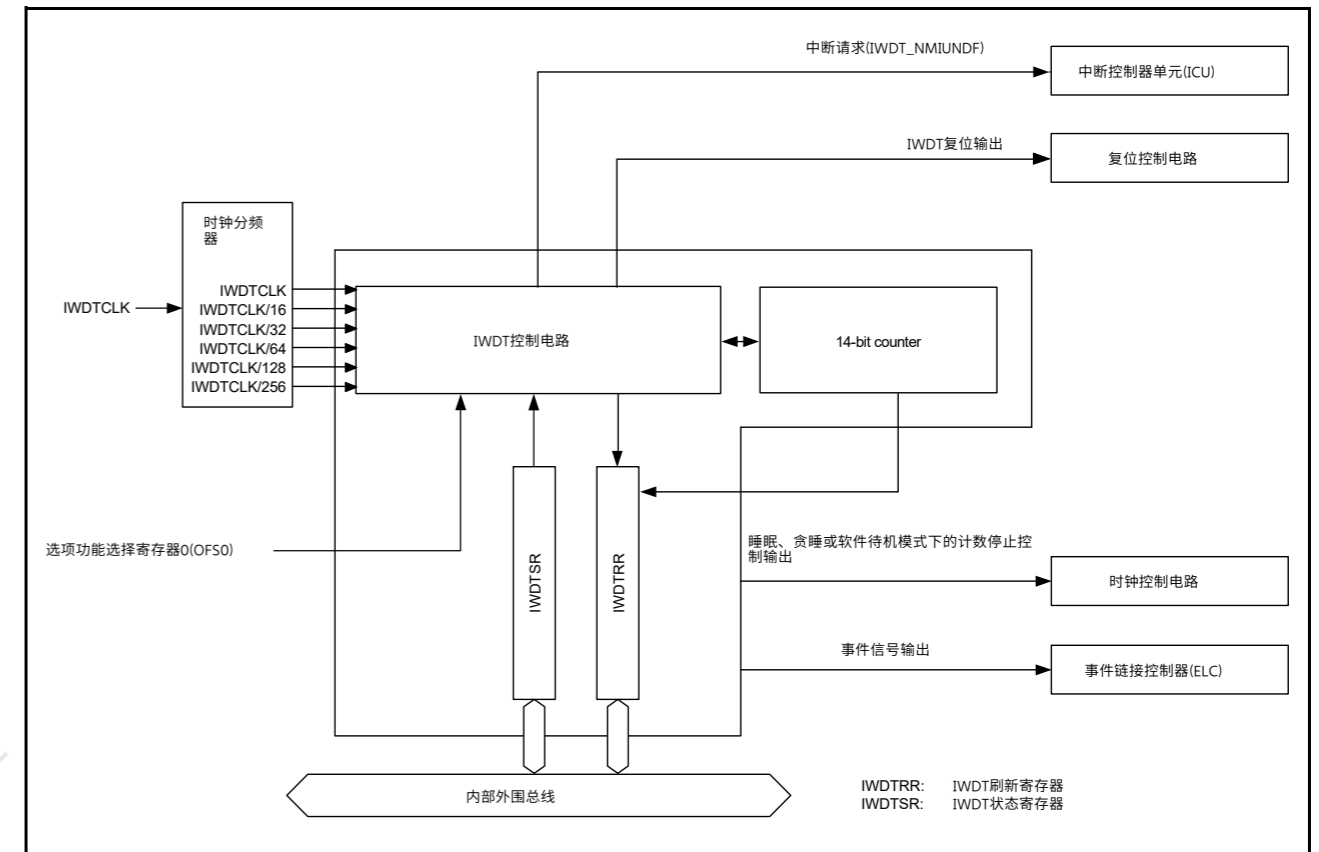 中断请求(IWDT_NMIUNDF)
中断控制器单元(ICU)
IWDT复位输出
复位控制电路
时钟分频
器
IWDTCLK
IWDTCLK
IWDTCLK/16
IWDTCLK/32
IWDTCLK/64
IWDTCLK/128
IWDTCLK/256
IWDT控制电路
14-bit counter
选项功能选择寄存器0(OFS0)
IWDTSR
IWDTRR
睡眠、贪睡或软件待机模式下的计数停止控
制输出
时钟控制电路
事件信号输出
事件链接控制器(ELC)
内部外围总线
IWDTRR: IWDT刷新寄存器
IWDTSR: IWDT状态寄存器